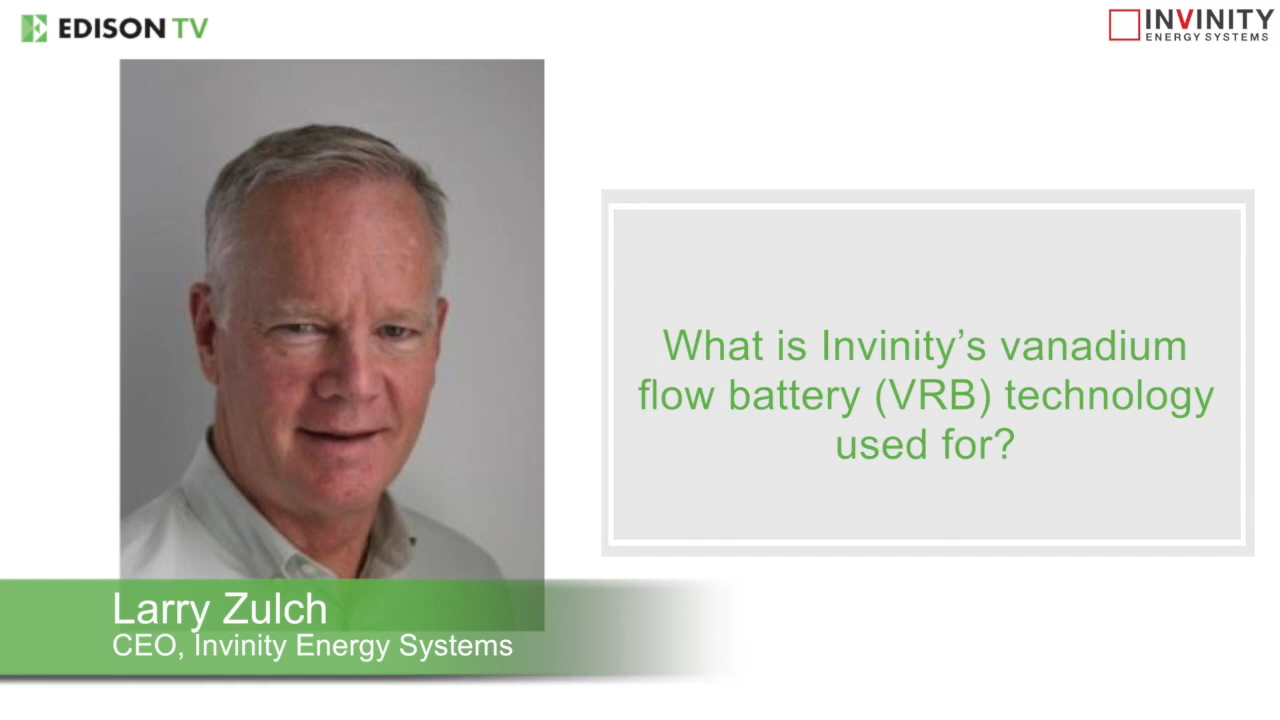 EDISON TV
INVINITY
ENERGY SYSTEMS
What is Invinity’s vanadium
flow battery (VRB) technology
used for?
Larry Zulch
CEO, Invinity Energy Systems